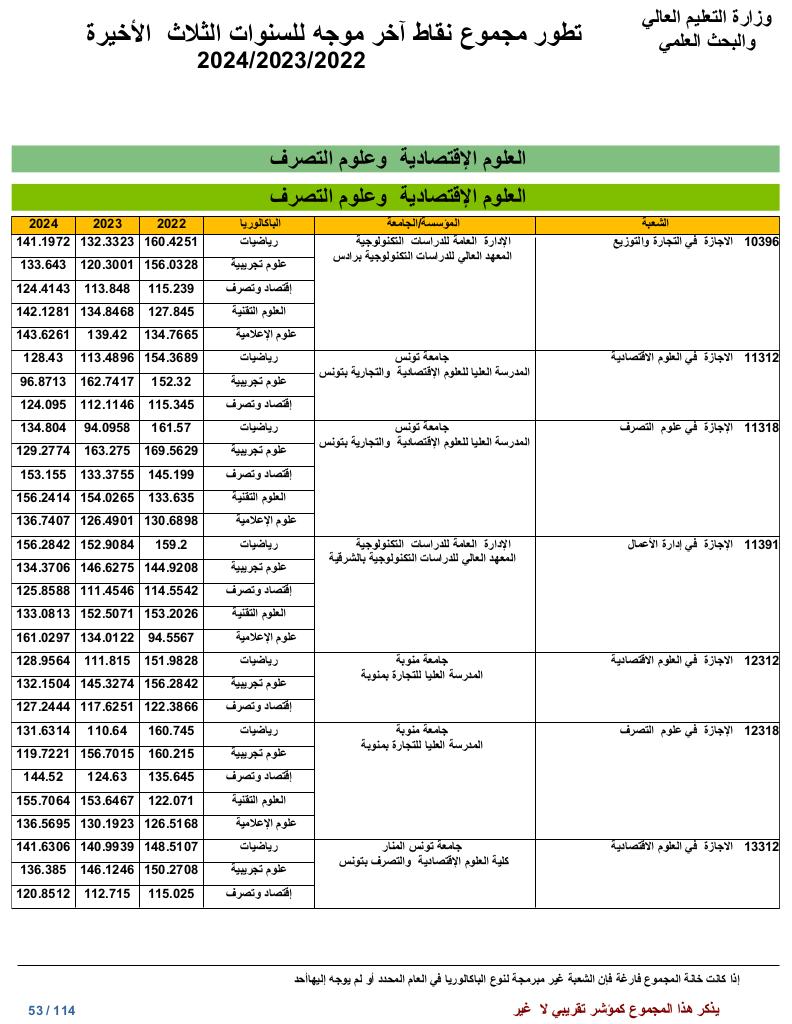 وزارة التعليم العالي
والبحث العلمي
تطور مجموع نقاط آخر موجه للسنوات الثلاث الأخيرة
2024/2023/2022
العلوم الإقتصادية وعلوم التصرف
العلوم الإقتصادية وعلوم التصرف
الشعبة المؤسسة/الجامعة الباكالوريا 2022 2023 2024
10396 الاجازة في التجارة والتوزيع الإدارة العامة للدراسات التكنولوجية رياضيات 160.4251 132.3323 141.1972
المعهد العالي للدراسات التكنولوجية برادس
علوم تجريبية 156.0328 120.3001 133.643
إقتصاد وتصرف 115.239 113.848 124.4143
العلوم التقنية 127.845 134.8468 142.1281
علوم الإعلامية 134.7665 139.42 143.6261
11312 الاجازة في العلوم الاقتصادية جامعة تونس رياضيات 154.3689 113.4896 128.43
المدرسة العليا للعلوم الإقتصادية والتجارية بتونس
علوم تجريبية 152.32 162.7417 96.8713
إقتصاد وتصرف 115.345 112.1146 124.095
11318 الإجازة في علوم التصرف جامعة تونس رياضيات 161.57 94.0958 134.804
المدرسة العليا للعلوم الإقتصادية والتجارية بتونس
علوم تجريبية 169.5629 163.275 129.2774
إقتصاد وتصرف 145.199 133.3755 153.155
العلوم التقنية 133.635 154.0265 156.2414
علوم الإعلامية 130.6898 126.4901 136.7407
11391 الإجازة في إدارة الأعمال الإدارة العامة للدراسات التكنولوجية رياضيات 159.2 152.9084 156.2842
المعهد العالي للدراسات التكنولوجية بالشرقية
علوم تجريبية 144.9208 146.6275 134.3706
إقتصاد وتصرف 114.5542 111.4546 125.8588
العلوم التقنية 153.2026 152.5071 133.0813
علوم الإعلامية 94.5567 134.0122 161.0297
12312 الاجازة في العلوم الاقتصادية جامعة منوبة رياضيات 151.9828 111.815 128.9564
المدرسة العليا للتجارة بمنوبة
علوم تجريبية 156.2842 145.3274 132.1504
إقتصاد وتصرف 122.3866 117.6251 127.2444
12318 الإجازة في علوم التصرف جامعة منوبة رياضيات 160.745 110.64 131.6314
المدرسة العليا للتجارة بمنوبة
علوم تجريبية 160.215 156.7015 119.7221
إقتصاد وتصرف 135.645 124.63 144.52
العلوم التقنية 122.071 153.6467 155.7064
علوم الإعلامية 126.5168 130.1923 136.5695
13312 الاجازة في العلوم الاقتصادية جامعة تونس المنار رياضيات 148.5107 140.9939 141.6306
كلية العلوم الإقتصادية والتصرف بتونس
علوم تجريبية 150.2708 146.1246 136.385
إقتصاد وتصرف 115.025 112.715 120.8512
إذا كانت خانة المجموع فارغة فإن الشعبة غير مبرمجة لنوع الباكالوريا في العام المحدد أو لم يوجه إليهاأحد
يذكر هذا المجموع كمؤشر تقريبي لا غير
53 / 114